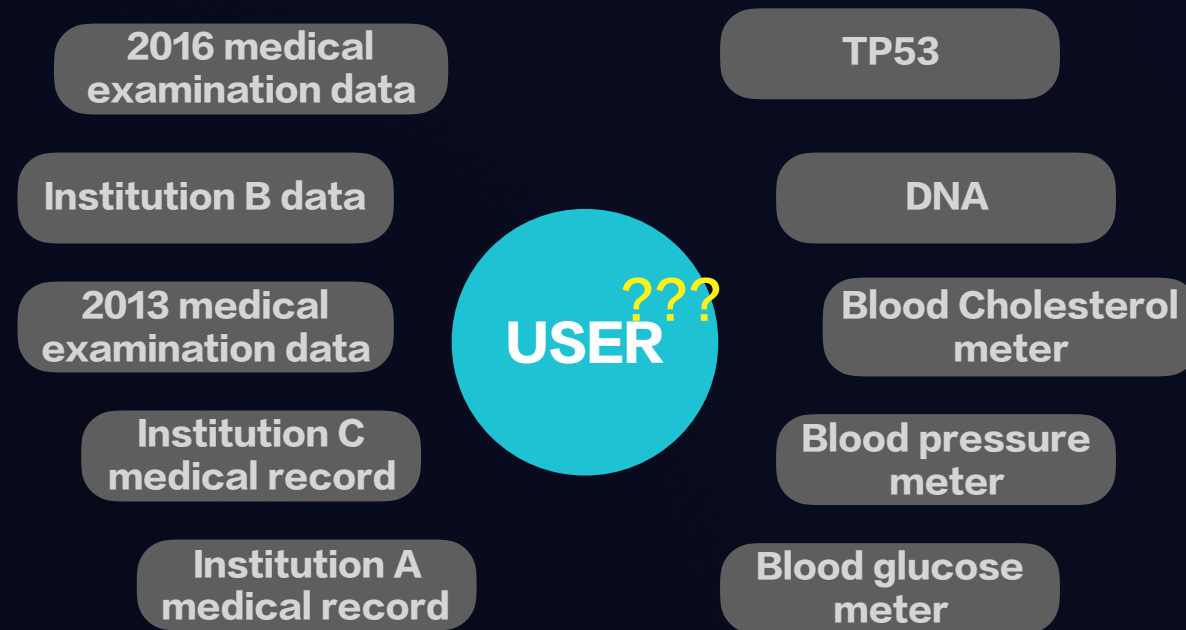 2016 medical
examination data
Institution B data
2013 medical
examination data
Institution C
medical record
Institution A
medical record
???
USER
TP53
DNA
Blood Cholesterol
meter
Blood pressure
meter
Blood glucose
meter